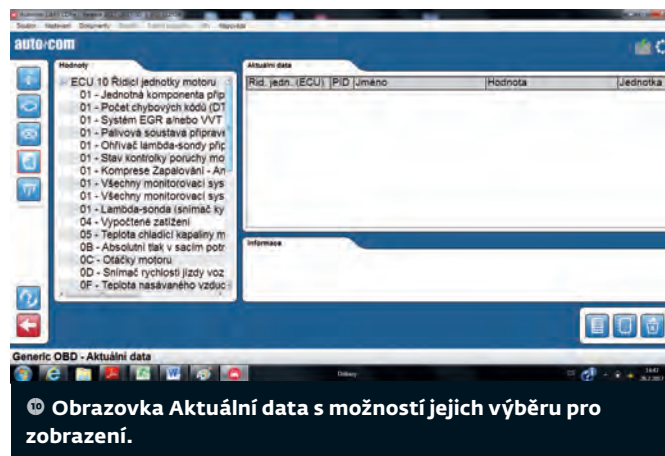 Soubor Nastavení Dokumenty Nápověda
auto·com
Hodnoty
ECU 10 Řídicí jednotky motoru
01 - Jednotná komponenta přip
01 - Počet chybových kódů (DT
01 - Systém EGR a/nebo VVT
01 - Palivová soustava připrave
01 - Ohřívač lambda-sondy přip
01 - Stav kontrolky poruchy mo
01 - Komprese Zapalování - An
01 - Všechny monitorovací sys
01 - Všechny monitorovací sys
01 - Lambda-sonda (snímač ky
04 - Vypočtené zatížení
05 - Teplota chladicí kapaliny m
0B - Absolutní tlak v sacím potr
0C - Otáčky motoru
0D - Snímač rychlosti jízdy voz
0F - Teplota nasávaného vzduc
Aktuální data
Řid. jedn. (ECU) PID Jméno Hodnota Jednotka
Informace
Generic OBD - Aktuální data
10 Obrazovka Aktuální data s možností jejich výběru pro
zobrazení.